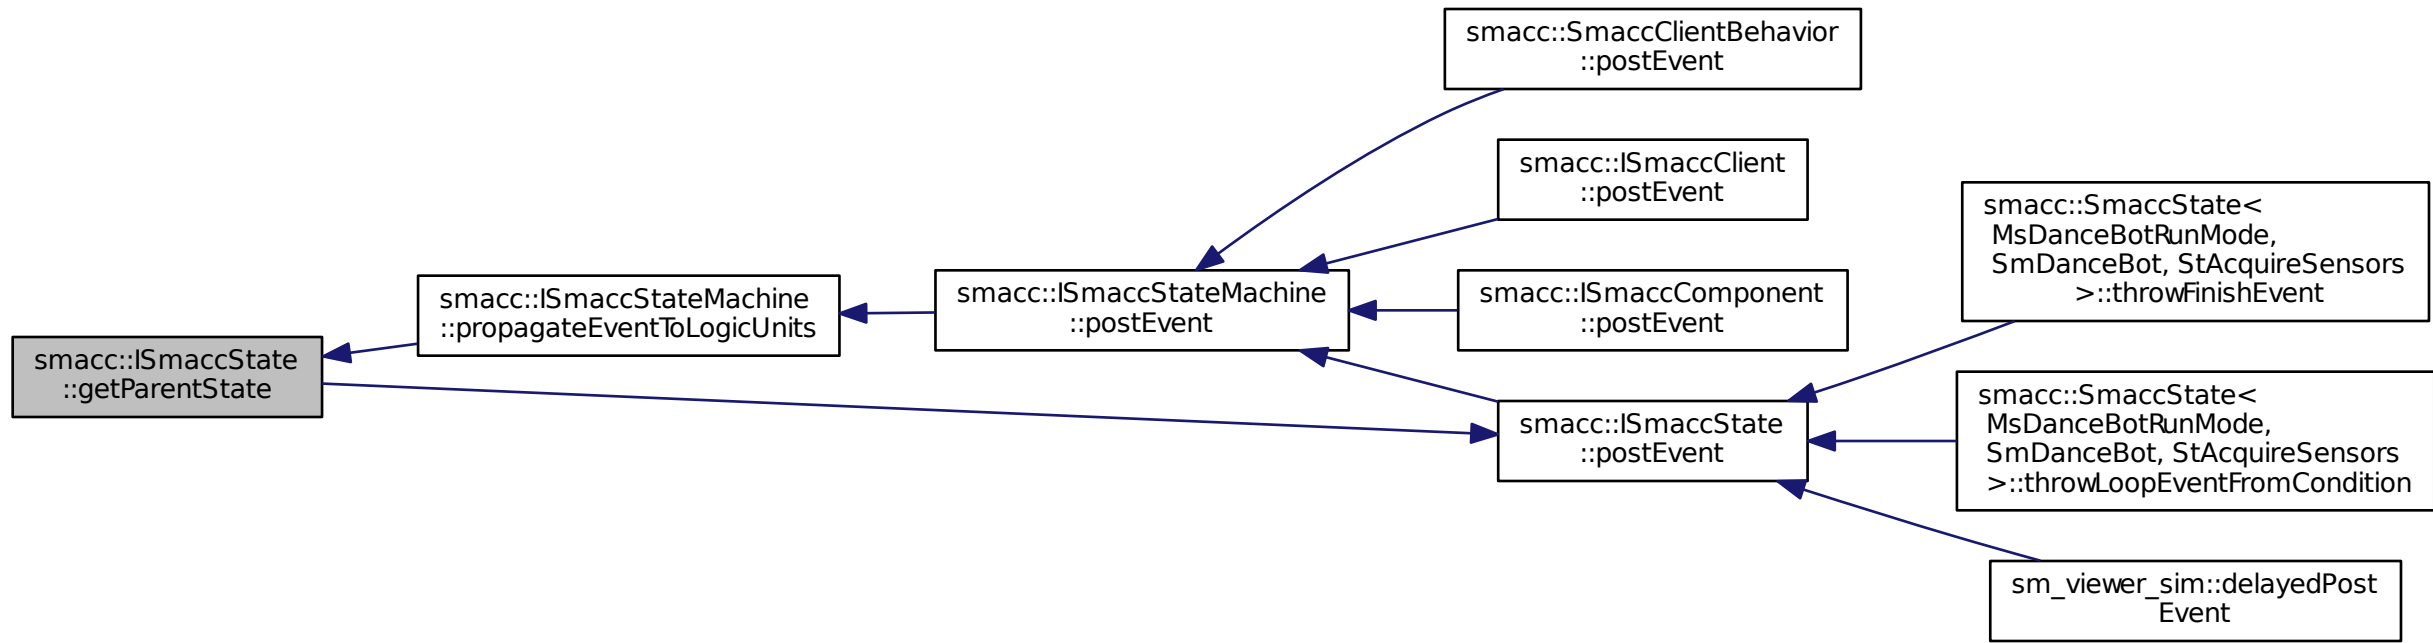 smacc::SmaccClientBehavior
::postEvent
smacc::ISmaccClient
::postEvent
smacc::SmaccState<
MsDanceBotRunMode,
SmDanceBot, StAcquireSensors
>::throwFinishEvent
smacc::ISmaccStateMachine
::propagateEventToLogicUnits
smacc::ISmaccStateMachine
::postEvent
smacc::ISmaccComponent
::postEvent
smacc::ISmaccState
::getParentState
smacc::ISmaccState
::postEvent
smacc::SmaccState<
MsDanceBotRunMode,
SmDanceBot, StAcquireSensors
>::throwLoopEventFromCondition
sm_viewer_sim::delayedPost
Event